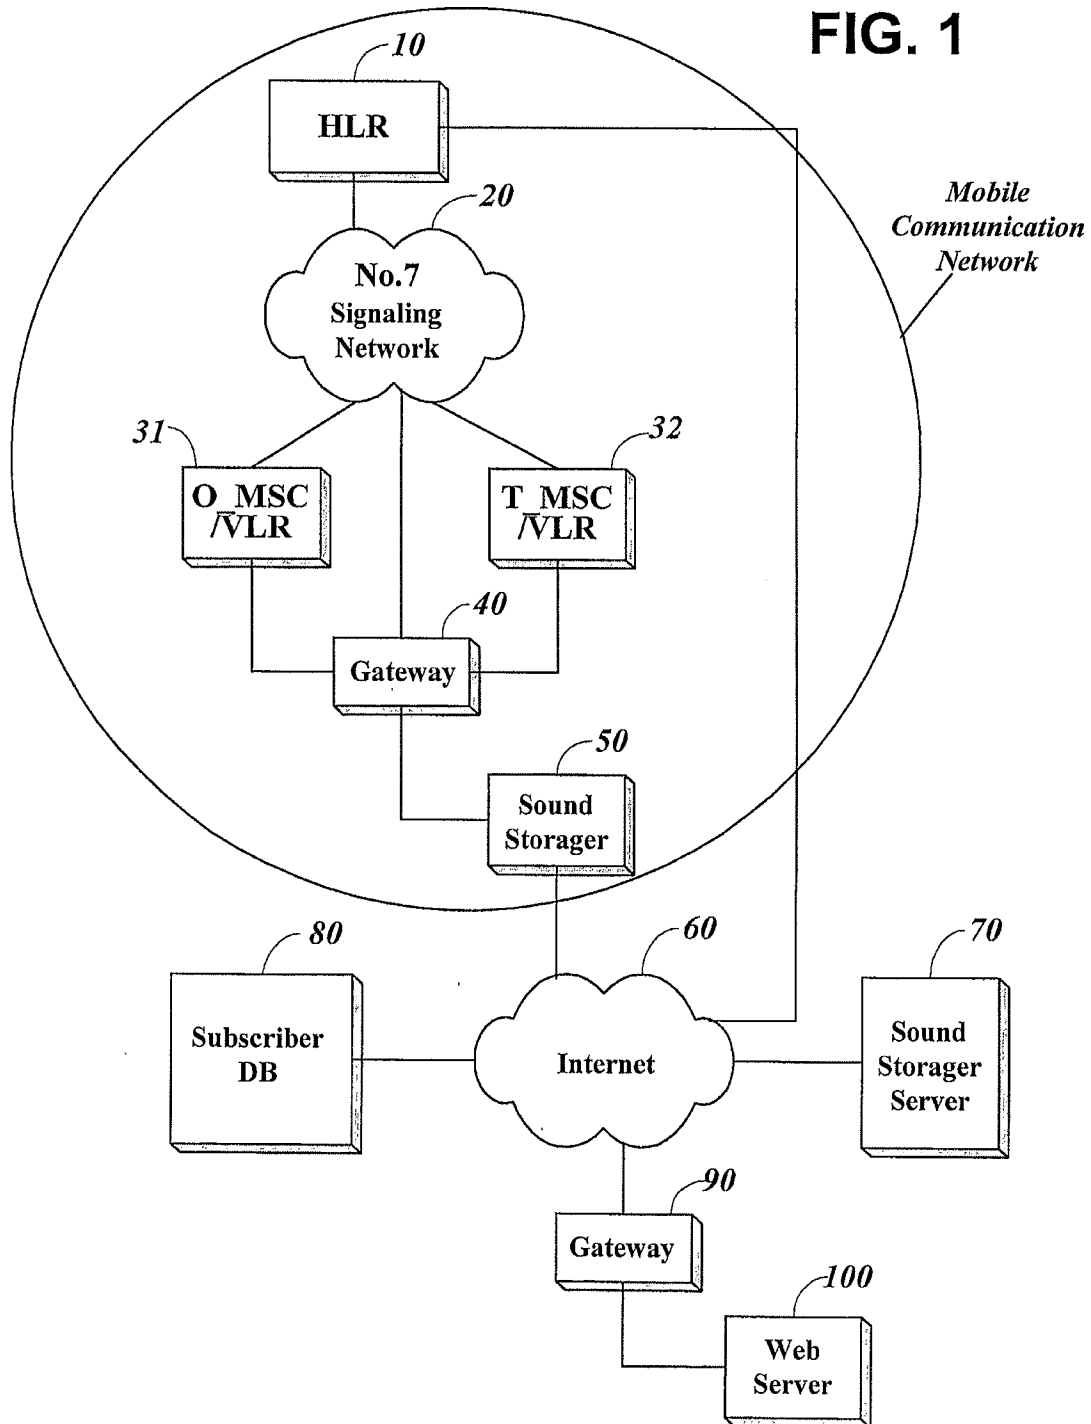 FIG. 1
10
HLR
20
Mobile
Communication
Network
No.7
Signaling
Network
31
32
O_MSC
/VLR
T_MSC
/VLR
40
Gateway
50
Sound
Storager
80
60
70
Subscriber
DB
Internet
Sound
Storager
Server
90
Gateway
100
Web
Server